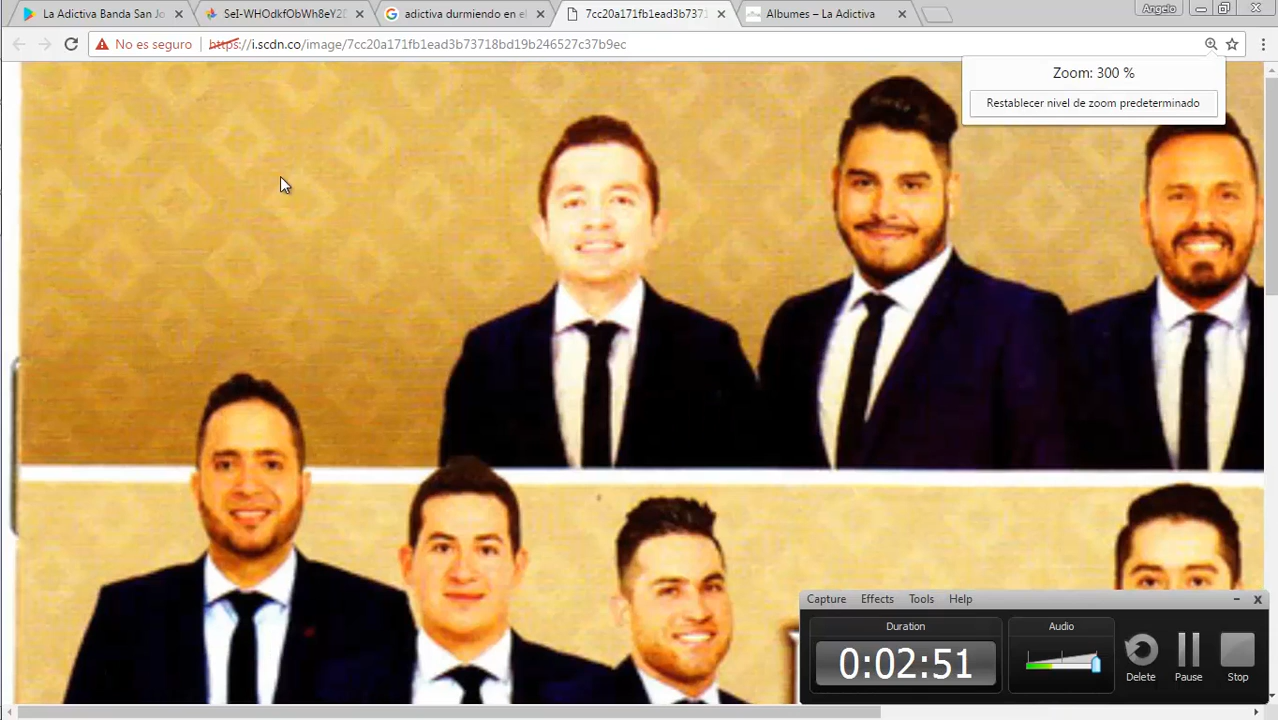 La Adictiva Banda San Jo
SeI-WHOdkfObWh8eY2
adictiva durmiendo en el
7cc20a171fb1ead3b7371
Albumes – La Adictiva
Angelo
No es seguro
https://i.scdn.co/image/7cc20a171fb1ead3b73718bd19b246527c37b9ec
Zoom: 300 %
Restablecer nivel de zoom predeterminado
Capture Effects Tools Help
Duration
Audio
0:02:51
Delete
Pause
Stop